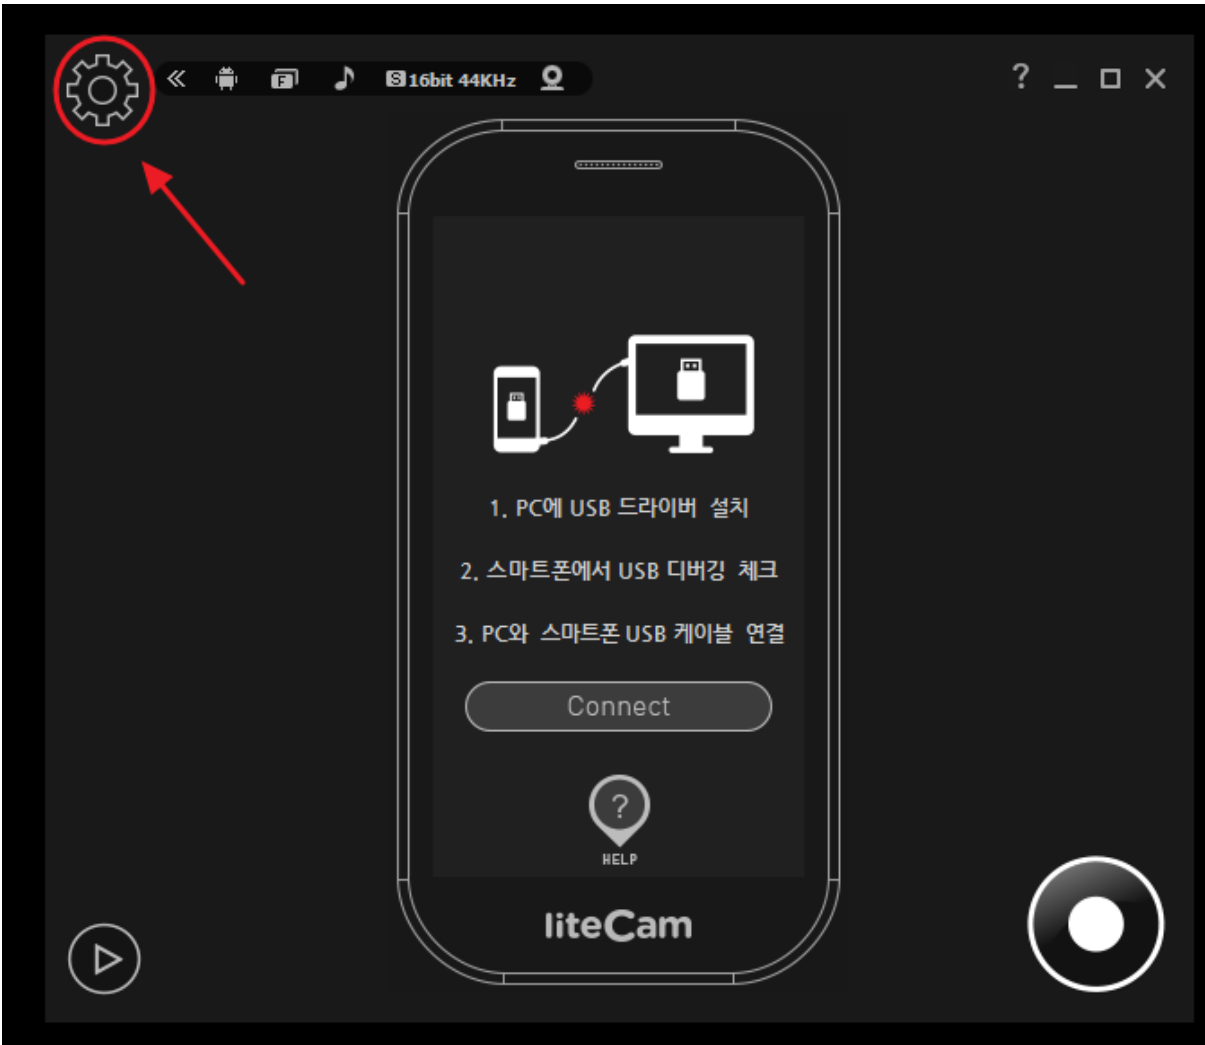 16bit 44KHz
1. PC에 USB 드라이버 설치
2. 스마트폰에서 USB 디버깅 체크
3. PC와 스마트폰 USB 케이블 연결
Connect
?
HELP
liteCam